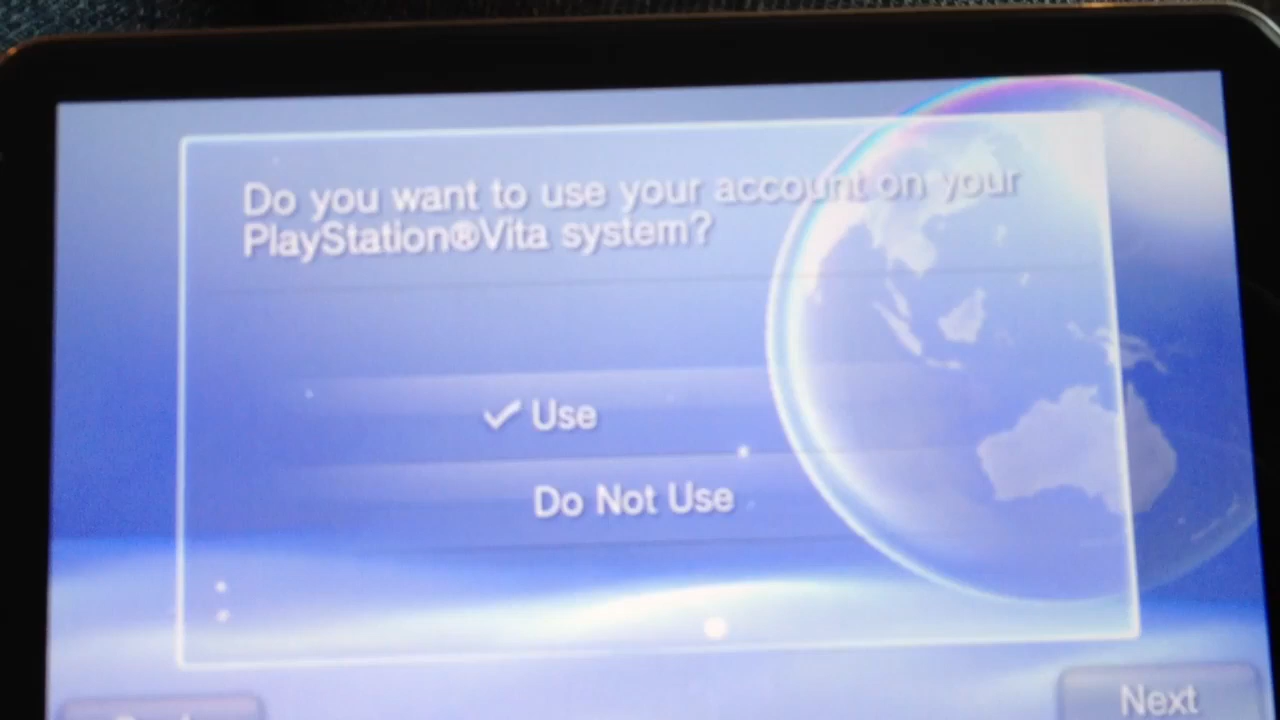 Do you want to use your account on your
PlayStation®Vita system?
Use
Do Not Use
Next